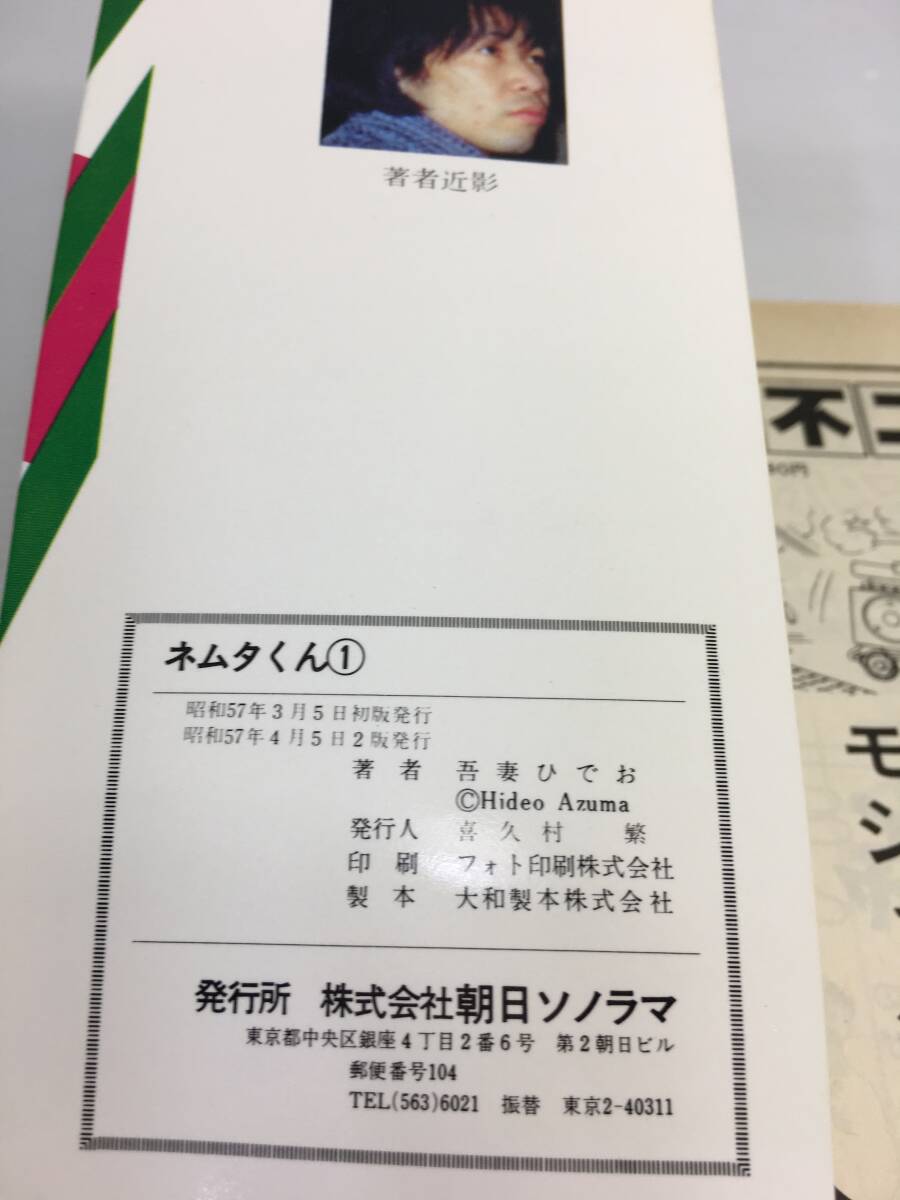 著者近影
ネムタくん①
昭和57年3月5日初版発行
昭和57年4月5日2版発行
著 者 吾妻ひでお
©Hideo Azuma
発行人 喜久村 繁
印 刷 フォト印刷株式会社
製 本 大和製本株式会社
発行所 株式会社朝日ソノラマ
東京都中央区銀座4丁目2番6号 第2朝日ビル
郵便番号104
TEL(563)6021 振替 東京2-40311
不